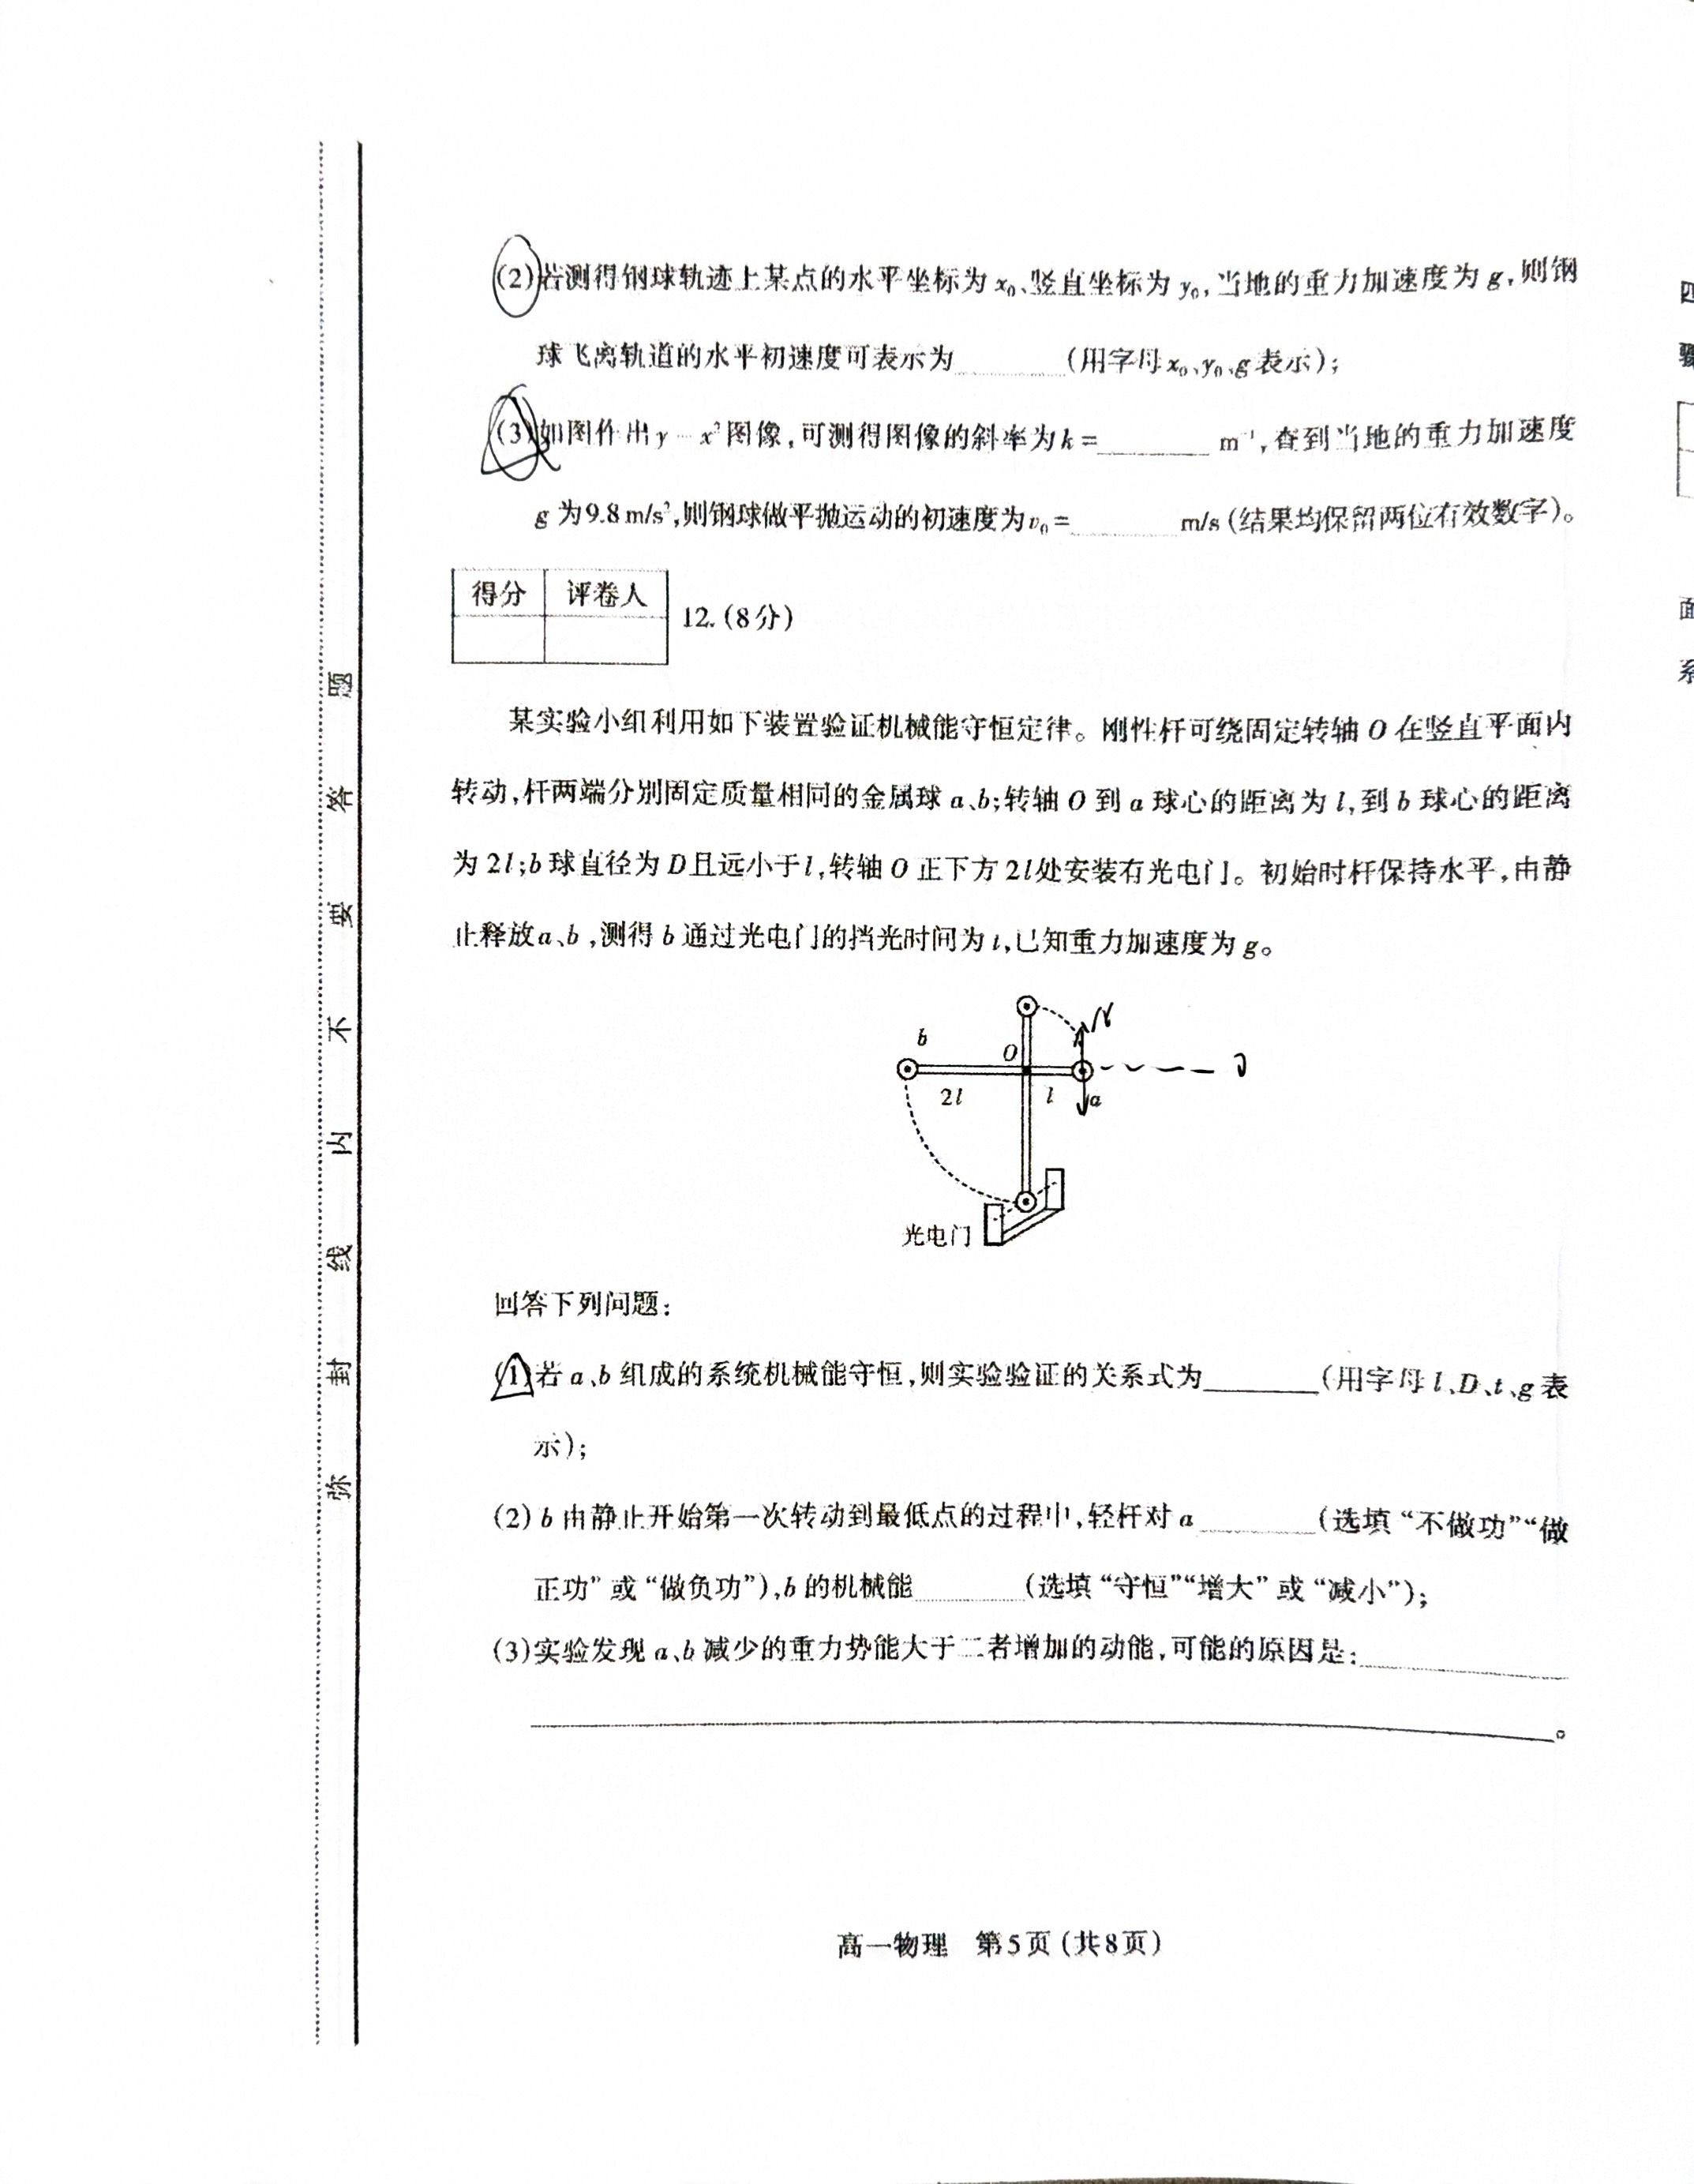 (2)若测得钢球轨迹上某点的水平坐标为x₀、竖直坐标为y₀,当地的重力加速度为g,则钢
球飞离轨道的水平初速度可表示为______(用字母x₀、y₀、g表示);
(3)如图作出y—x²图像,可测得图像的斜率为k=______m⁻¹,查到当地的重力加速度
g为9.8m/s²,则钢球做平抛运动的初速度为v₀=______m/s(结果均保留两位有效数字)。
得分 评卷人
12.(8分)
某实验小组利用如下装置验证机械能守恒定律。刚性杆可绕固定转轴O在竖直平面内
转动,杆两端分别固定质量相同的金属球a、b;转轴O到a球心的距离为l,到b球心的距离
为2l;b球直径为D且远小于l,转轴O正下方2l处安装有光电门。初始时杆保持水平,由静
止释放a、b,测得b通过光电门的挡光时间为t,已知重力加速度为g。
b
O
2l
l
a
光电门
回答下列问题:
(1)若a、b组成的系统机械能守恒,则实验验证的关系式为______(用字母l、D、t、g表
示);
(2)b由静止开始第一次转动到最低点的过程中,轻杆对a______(选填“不做功”“做
正功”或“做负功”),b的机械能______(选填“守恒”“增大”或“减小”);
(3)实验发现a、b减少的重力势能大于二者增加的动能,可能的原因是:______
______。
高一物理 第5页(共8页)
弥 封 线 内 不 要 答 题
四
骤
面
系